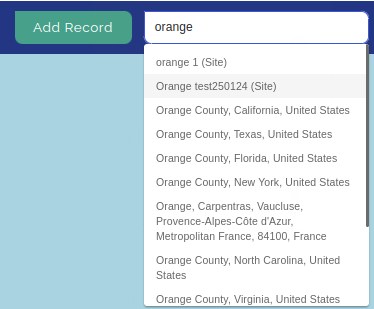 Add Record
orange
orange 1 (Site)
Orange test250124 (Site)
Orange County, California, United States
Orange County, Texas, United States
Orange County, Florida, United States
Orange County, New York, United States
Orange, Carpentras, Vaucluse,
Provence-Alpes-Côte d'Azur,
Metropolitan France, 84100, France
Orange County, North Carolina, United
States
Orange County, Virginia, United States